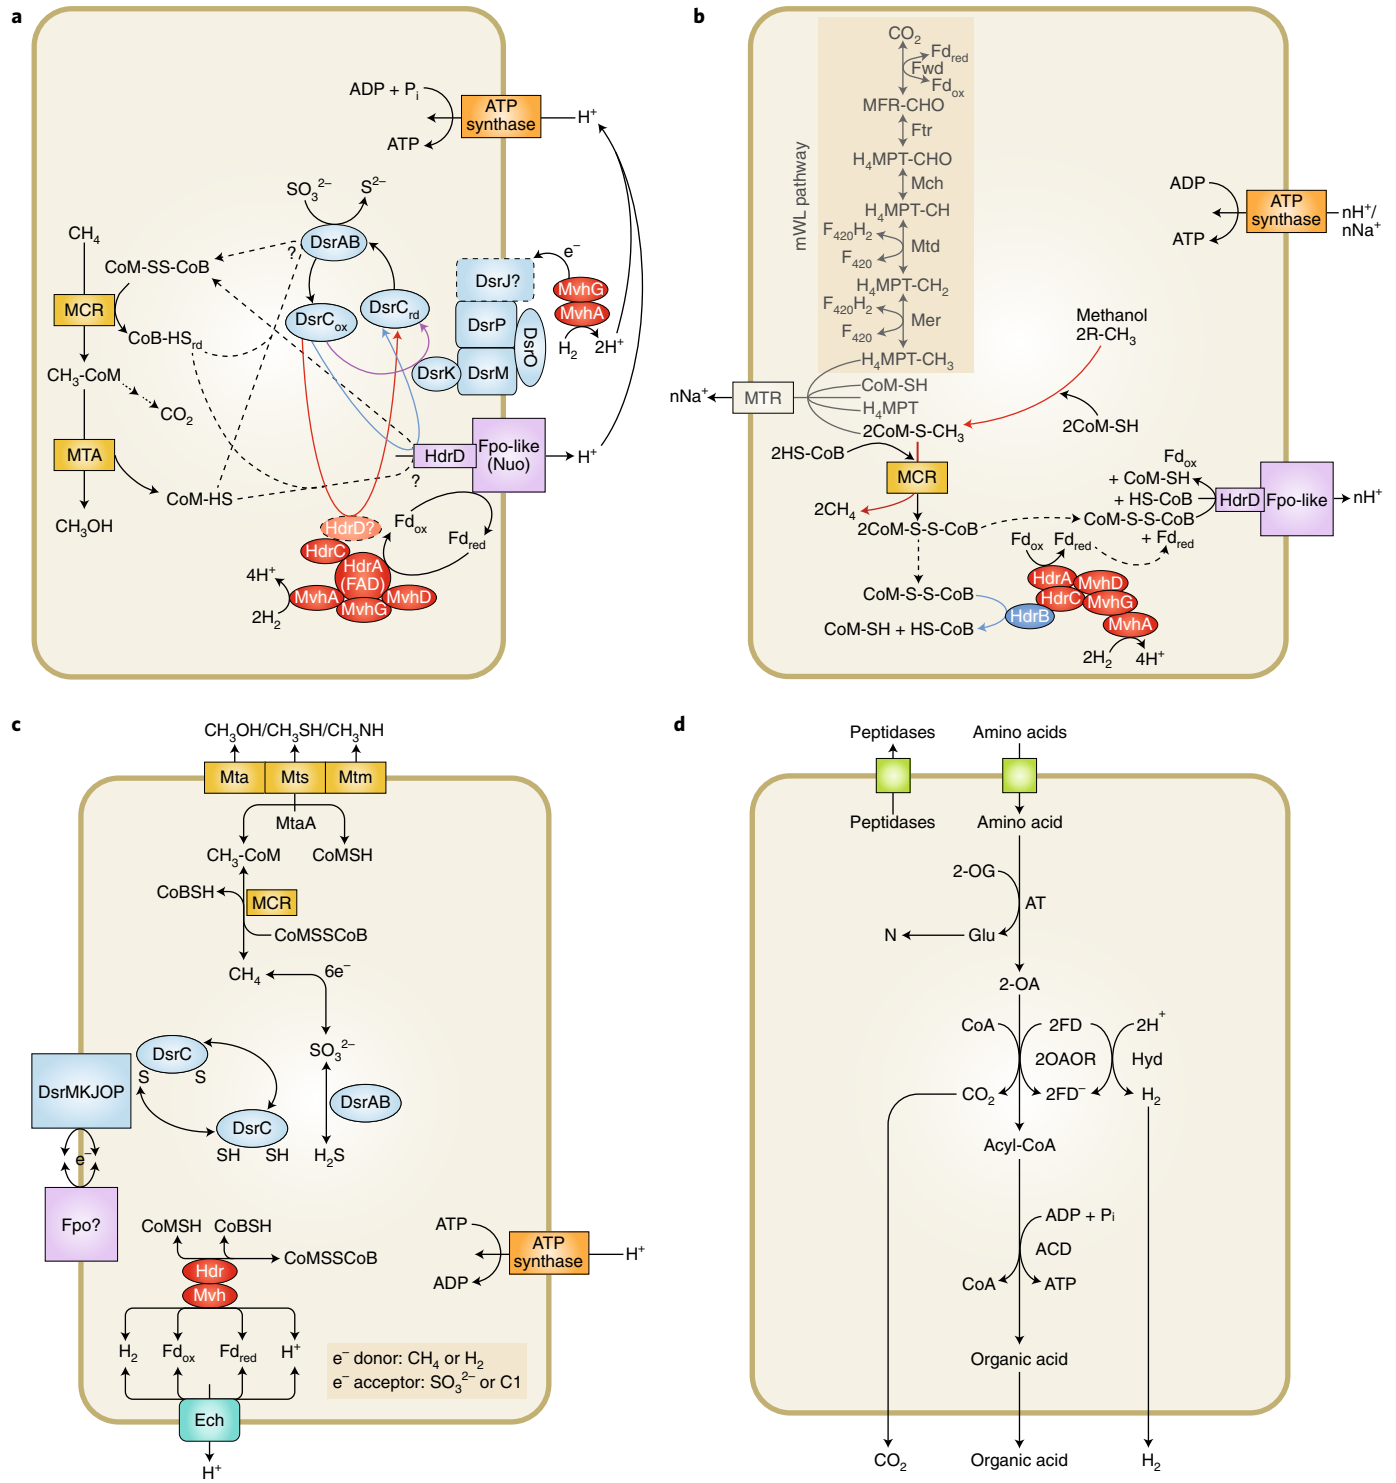 a
ADP + Pi
ATP
ATP
synthase
H+
SO3 2–
S2–
DsrAB
?
CH4
CoM-SS-CoB
MCR
CoB-HSrd
CH3-CoM
CO2
MTA
CoM-HS
CH3OH
DsrCox
DsrCrd
DsrJ?
DsrP
DsrO
DsrK
DsrM
e–
MvhG
MvhA
H2
2H+
HdrD
Fpo-like
(Nuo)
H+
?
HdrD?
Fdox
Fdred
HdrC
HdrA
(FAD)
4H+
2H2
MvhA
MvhG
MvhD
b
mWL pathway
CO2
Fdred
Fwd
Fdox
MFR-CHO
Ftr
H4MPT-CHO
Mch
H4MPT-CH
F420H2
Mtd
F420
H4MPT-CH2
F420H2
Mer
F420
H4MPT-CH3
CoM-SH
H4MPT
nNa+
MTR
2CoM-S-CH3
2HS-CoB
MCR
2CH4
2CoM-S-S-CoB
Methanol
2R-CH3
2CoM-SH
ADP
ATP
ATP
synthase
nH+/
nNa+
Fdox
+ CoM-SH
+ HS-CoB
CoM-S-S-CoB
+ Fdred
HdrD
Fpo-like
nH+
CoM-S-S-CoB
CoM-SH + HS-CoB
Fdox
Fdred
HdrA
MvhD
HdrC
MvhG
HdrB
MvhA
2H2
4H+
c
CH3OH/CH3SH/CH3NH
Mta
Mts
Mtm
MtaA
CH3-CoM
CoMSH
CoBSH
MCR
CoMSSCoB
CH4
6e–
SO3 2–
DsrAB
H2S
DsrMKJOP
DsrC
S
S
DsrC
SH
SH
e–
Fpo?
CoMSH
CoBSH
CoMSSCoB
Hdr
Mvh
H2
Fdox
Fdred
H+
Ech
H+
ATP
ADP
ATP
synthase
H+
e– donor: CH4 or H2
e– acceptor: SO3 2– or C1
d
Peptidases
Amino acids
Peptidases
Amino acid
2-OG
AT
N
Glu
2-OA
CoA
2FD
2H+
2OAOR
Hyd
CO2
2FD–
H2
Acyl-CoA
ADP + Pi
ACD
CoA
ATP
Organic acid
CO2
Organic acid
H2